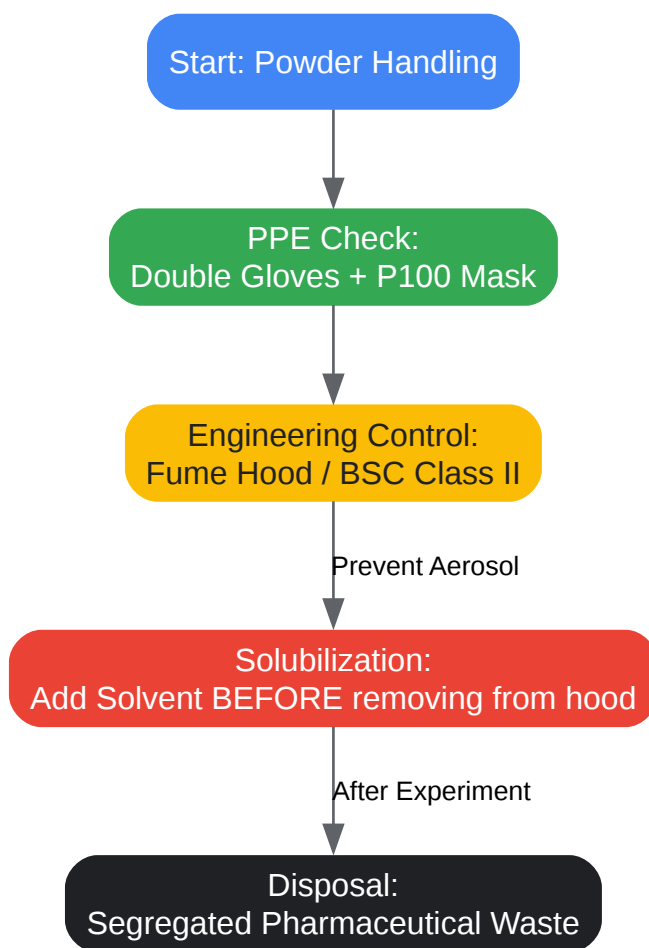 Start: Powder Handling
PPE Check:
Double Gloves + P100 Mask
Engineering Control:
Fume Hood / BSC Class II
Prevent Aerosol
Solubilization:
Add Solvent BEFORE removing from hood
After Experiment
Disposal:
Segregated Pharmaceutical Waste